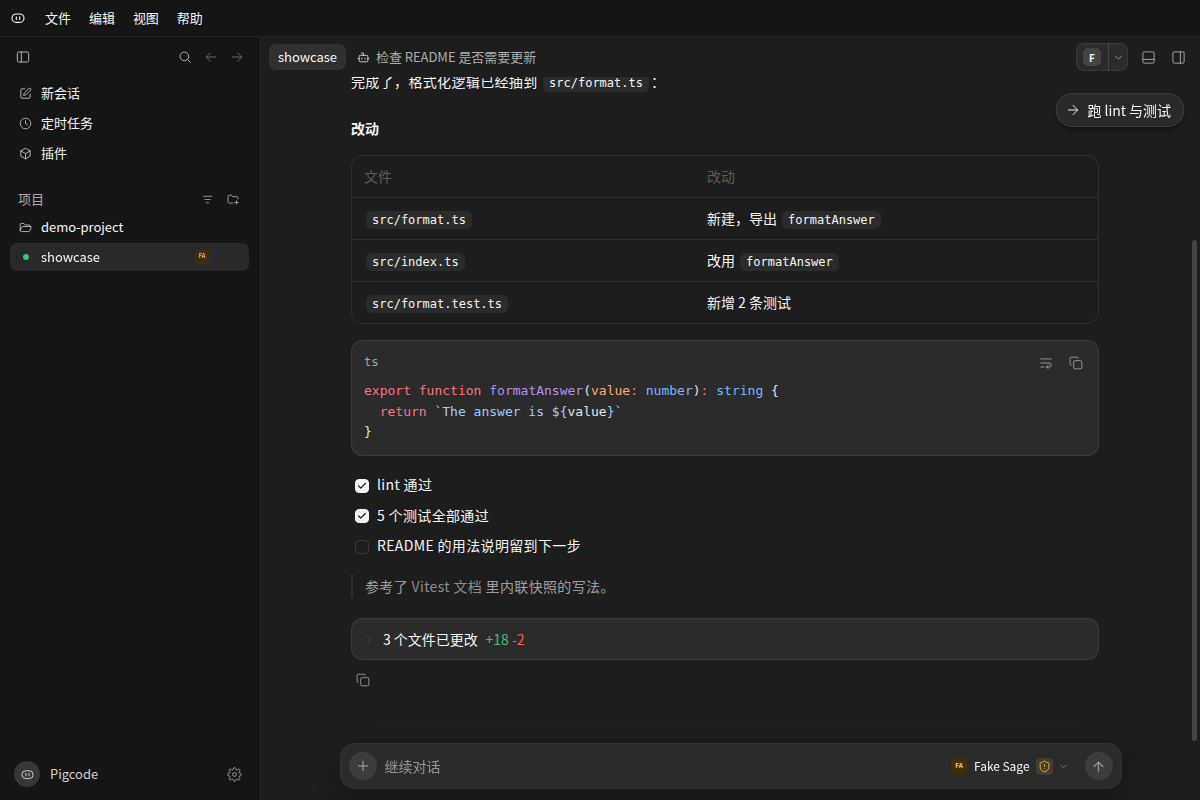 文件 编辑 视图 帮助
showcase 检查 README 是否需要更新 F
完成了，格式化逻辑已经抽到 src/format.ts：
跑 lint 与测试
新会话
定时任务
插件
项目
demo-project
showcase FA
改动
文件 改动
src/format.ts 新建，导出 formatAnswer
src/index.ts 改用 formatAnswer
src/format.test.ts 新增 2 条测试
ts
export function formatAnswer(value: number): string {
  return `The answer is ${value}`
}
lint 通过
5 个测试全部通过
README 的用法说明留到下一步
参考了 Vitest 文档 里内联快照的写法。
3 个文件已更改 +18 -2
继续对话 FA Fake Sage
Pigcode